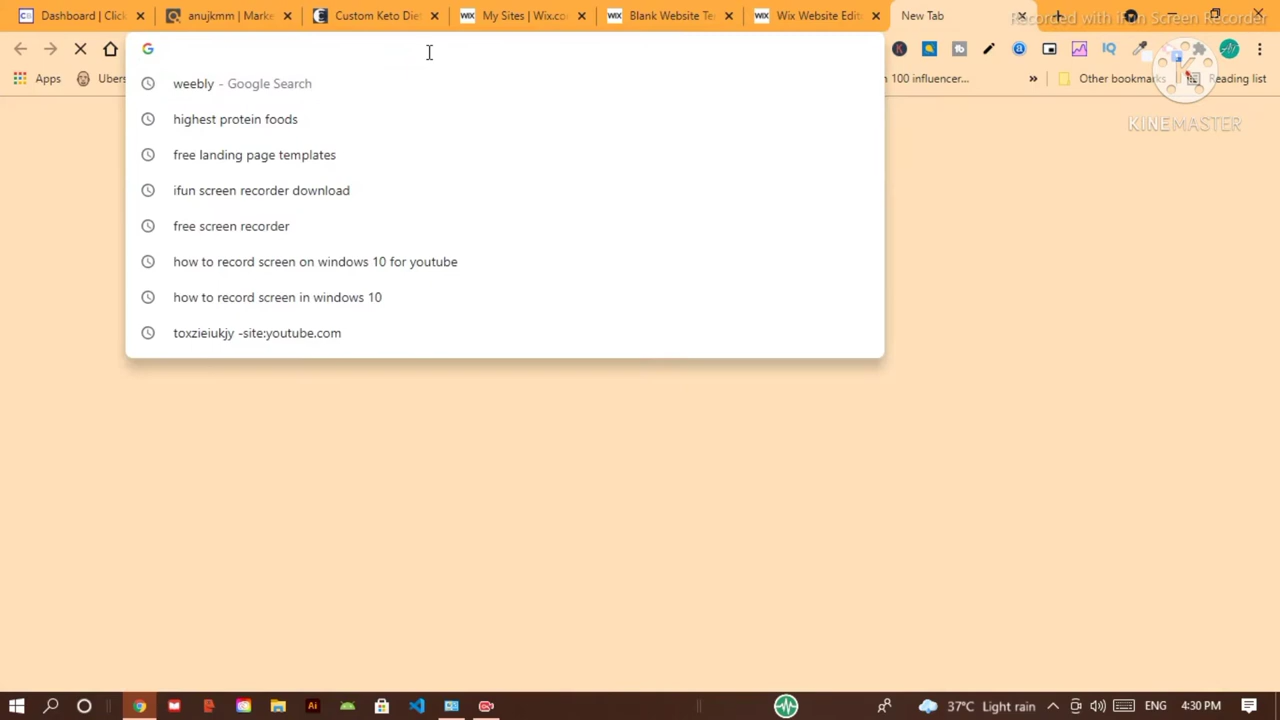 Dashboard | Click
anujkmm | Marke
Custom Keto Die
WIX My Sites | Wix.co
WIX Blank Website Te
WIX Wix Website Edit
New Tab
Recorded with iFun Screen Recorder
weebly - Google Search
highest protein foods
free landing page templates
ifun screen recorder download
free screen recorder
how to record screen on windows 10 for youtube
how to record screen in windows 10
toxzieiukjy -site:youtube.com
Apps
Ubers
100 influencer...
»
Other bookmarks
Reading list
KINEMASTER
37°C Light rain
ENG
4:30 PM